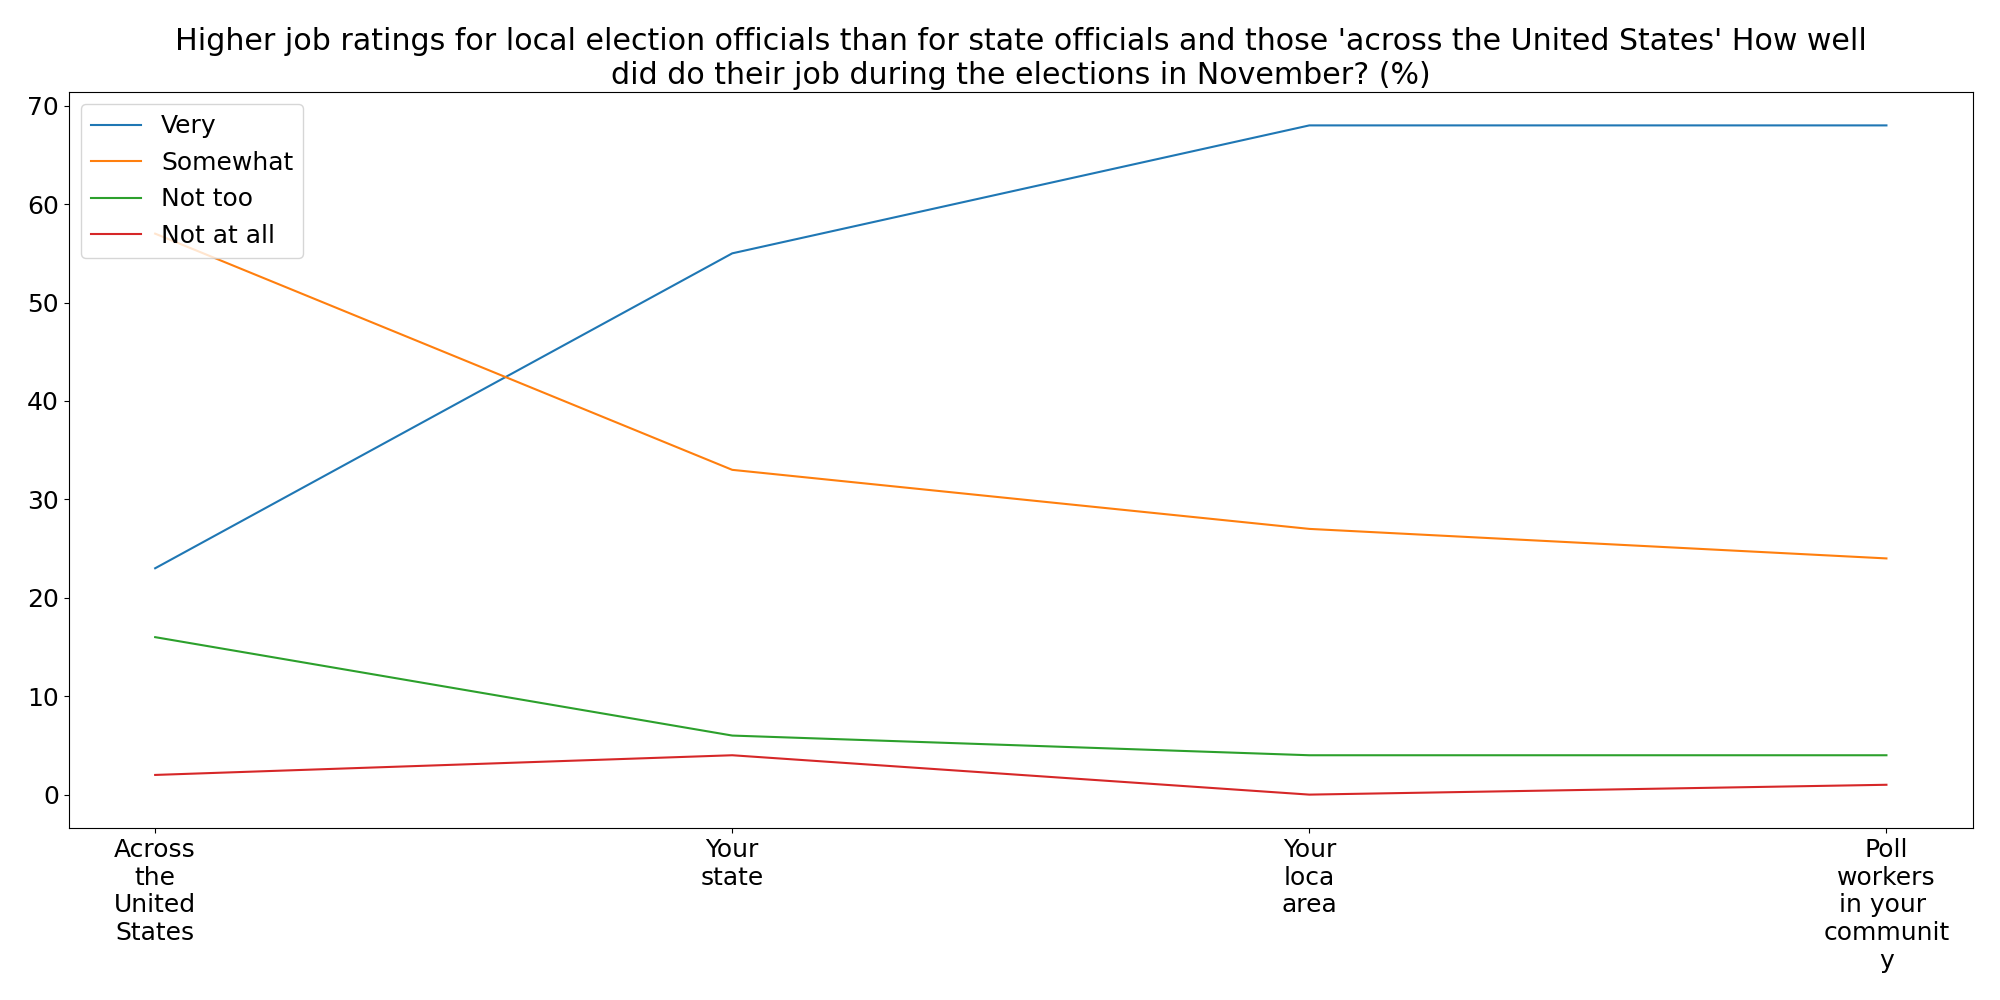 Higher job ratings for local election officials than for state officials and those 'across the United States' How well
did do their job during the elections in November? (%)
70
60
50
40
30
20
10
0
Very
Somewhat
Not too
Not at all
Across
the
United
States
Your
state
Your
loca
area
Poll
workers
in your
communit
y